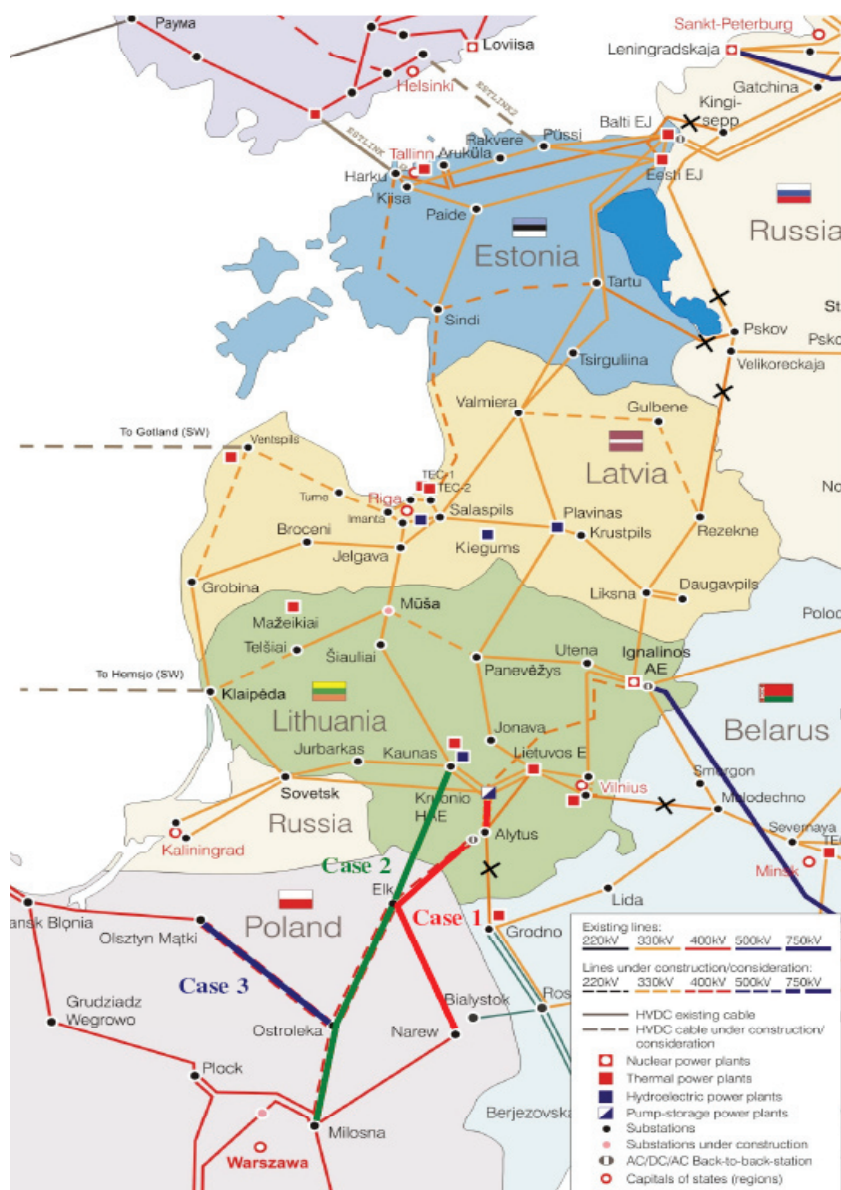 Раума
Loviisa
Helsinki
Sankt-Peterburg
Leningradskaja
Gatchina
Kingi-
sepp
ESTLINK2
ESTLINK
Balti EJ
Püssi
Rakvere
Tallinn
Aruküla
Harku
Kiisa
Eesti EJ
Paide
Estonia
Russia
Tartu
Sindi
Pskov
Velikoreckaja
Tsirguliina
Valmiera
Gulbene
To Gotland (SW)
Ventspils
Latvia
TEC-1
TEC-2
Tume
Riga
Imanta
Salaspils
Plavinas
Broceni
Kiegums
Krustpils
Rezekne
Jelgava
Grobina
Liksna
Daugavpils
Mūša
Mažeikiai
Telšiai
Šiauliai
Utena
Ignalinos
AE
Panevėžys
To Hemsjo (SW)
Klaipėda
Lithuania
Belarus
Jonava
Jurbarkas
Kaunas
Lietuvos E
Smorgon
Vilnius
Sovetsk
Kruonio
HAE
Molodechno
Russia
Alytus
Severnaya
Kaliningrad
Minsk
Case 2
Elk
Lida
Case 1
Poland
Grodno
Olsztyn Mątki
Case 3
Bialystok
Grudziadz
Węgrowo
Ostroleka
Narew
Plock
Berjezovska
Milosna
Warszawa
Existing lines:
220kV 330kV 400kV 500kV 750kV
Lines under construction/consideration:
220kV 330kV 400kV 500kV 750kV
HVDC existing cable
HVDC cable under construction/
consideration
Nuclear power plants
Thermal power plants
Hydroelectric power plants
Pump-storage power plants
Substations
Substations under construction
AC/DC/AC Back-to-back-station
Capitals of states (regions)